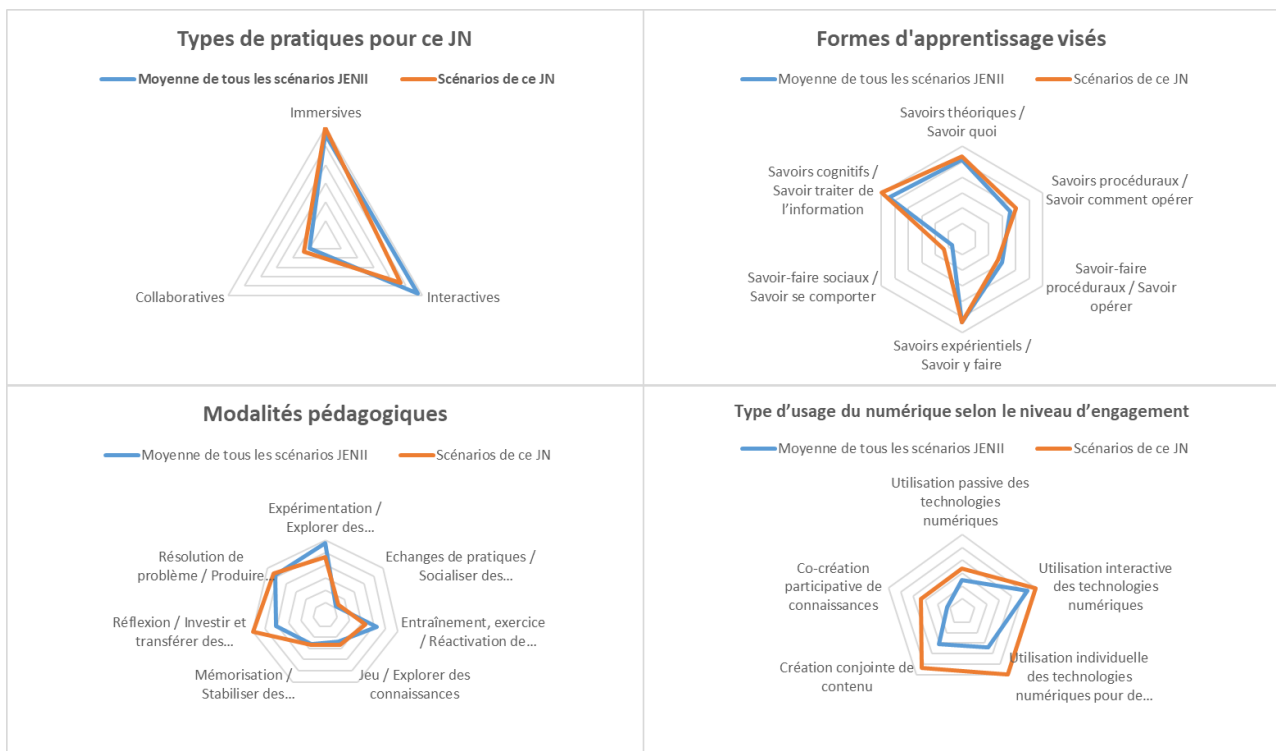 Types de pratiques pour ce JN
Moyenne de tous les scénarios JENII
Scénarios de ce JN
Immersives
Collaboratives
Interactives
Formes d'apprentissage visés
Moyenne de tous les scénarios JENII
Scénarios de ce JN
Savoirs théoriques /
Savoir quoi
Savoirs cognitifs /
Savoir traiter de
l’information
Savoirs procéduraux /
Savoir comment opérer
Savoir-faire sociaux /
Savoir se comporter
Savoir-faire
procéduraux / Savoir
opérer
Savoirs expérientiels /
Savoir y faire
Modalités pédagogiques
Moyenne de tous les scénarios JENII
Scénarios de ce JN
Expérimentation /
Explorer des…
Résolution de
problème / Produire…
Echanges de pratiques /
Socialiser des…
Réflexion / Investir et
transférer des…
Entraînement, exercice
/ Réactivation de…
Mémorisation /
Stabiliser des…
Jeu / Explorer des
connaissances
Type d’usage du numérique selon le niveau d’engagement
Moyenne de tous les scénarios JENII
Scénarios de ce JN
Utilisation passive des
technologies
numériques
Co-création
participative de
connaissances
Utilisation interactive
des technologies
numériques
Création conjointe de
contenu
Utilisation individuelle
des technologies
numériques pour de…